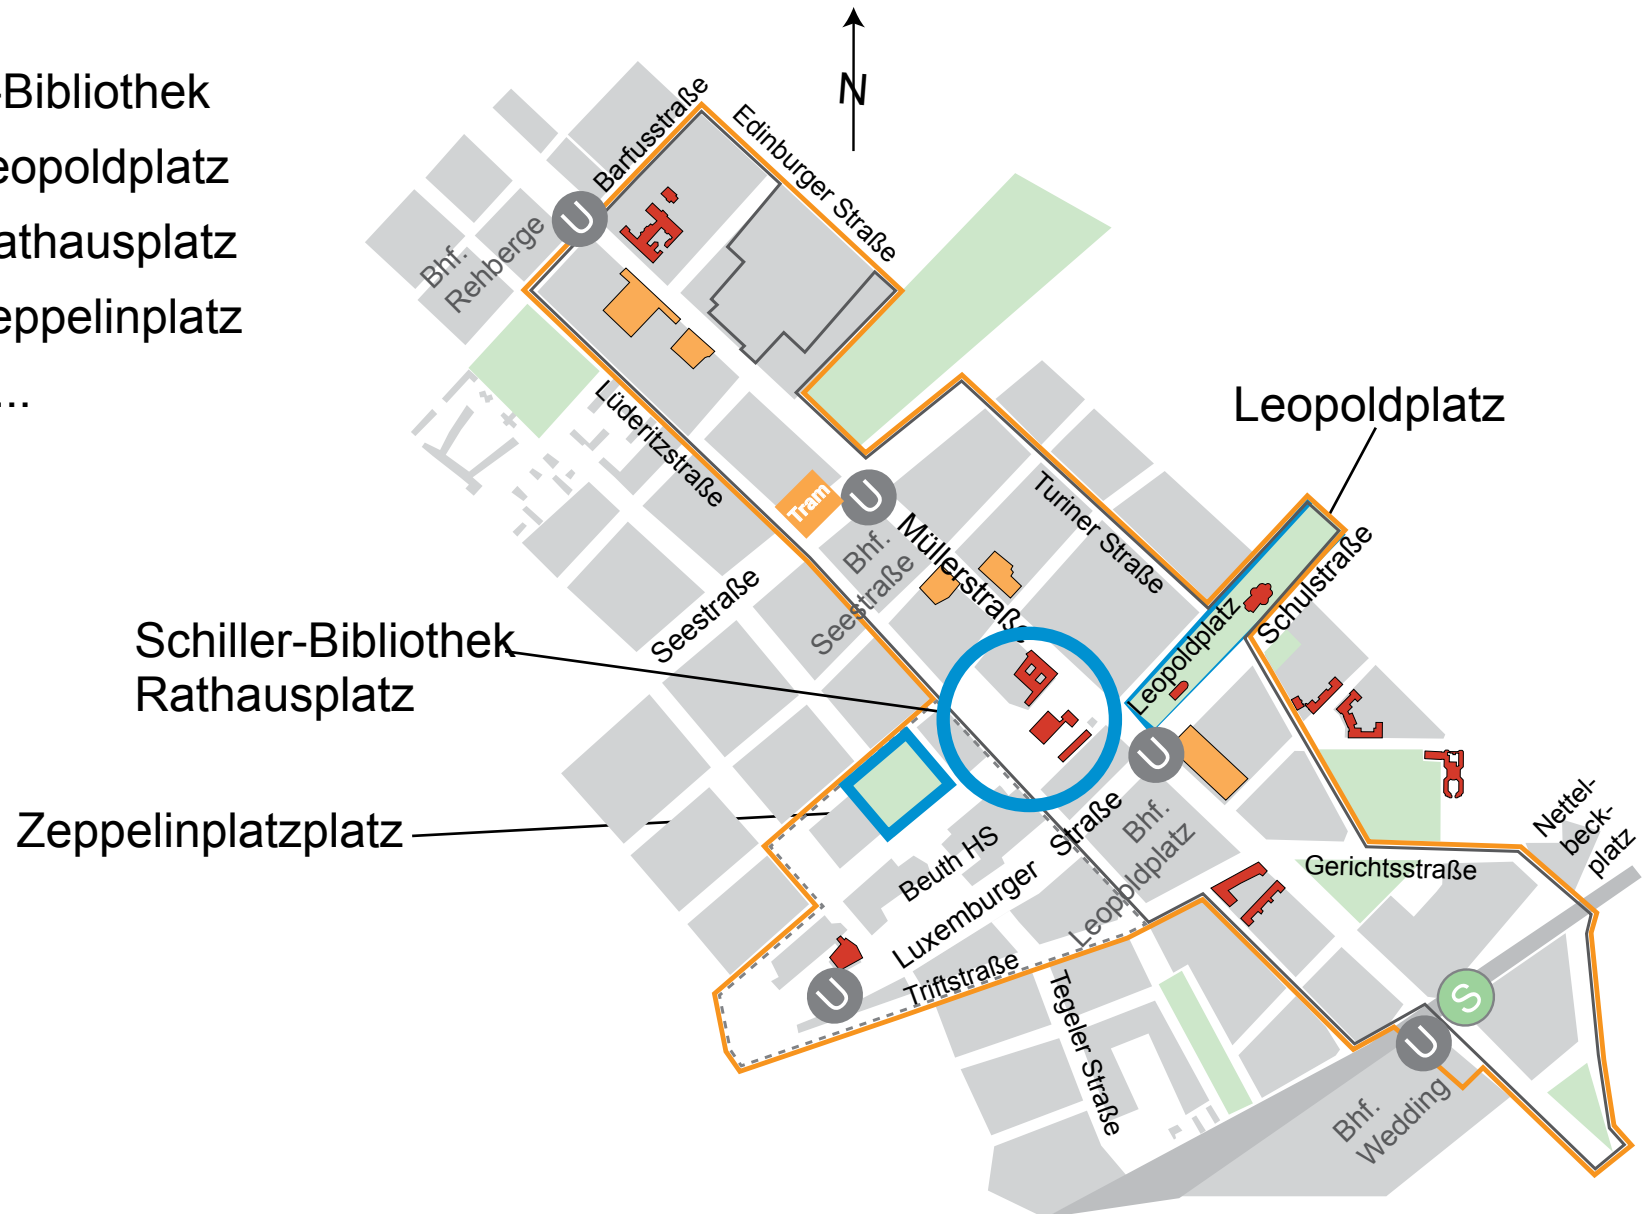 -Bibliothek
eopoldplatz
athausplatz
eppelinplatz
...
N
Barfusstraße
Edinburger Straße
U
Bhf.
Rehberge
Lüderitzstraße
Leopoldplatz
Tram
U
Bhf.
Seestraße
Müllerstraße
Turiner Straße
Schulstraße
Leopoldplatz
Seestraße
Schiller-Bibliothek
Rathausplatz
U
Bhf.
Leopoldplatz
Zeppelinplatzplatz
Beuth HS
Luxemburger Straße
Nettel-
beck-
platz
Gerichtsstraße
U
Triftstraße
Tegeler Straße
S
U
Bhf.
Wedding